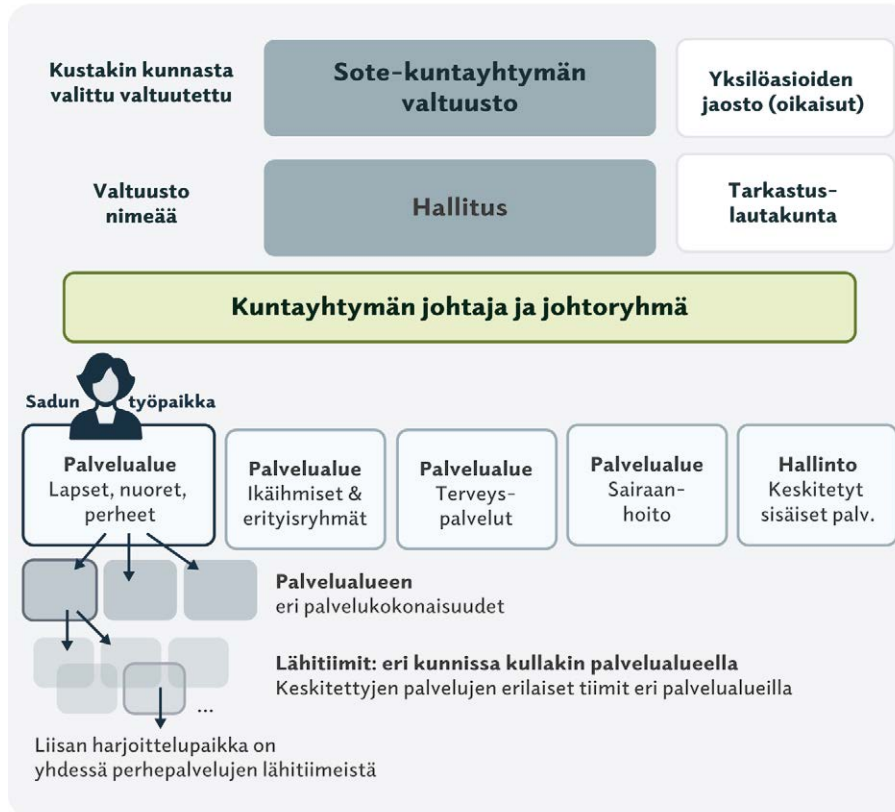 Kustakin kunnasta
valittu valtuutettu
Sote-kuntayhtymän
valtuusto
Yksilöasioiden
jaosto (oikaisut)
Valtuusto
nimeää
Hallitus
Tarkastus-
lautakunta
Kuntayhtymän johtaja ja johtoryhmä
Sadun työpaikka
Palvelualue
Lapset, nuoret,
perheet
Palvelualue
Ikäihmiset &
erityisryhmät
Palvelualue
Terveys-
palvelut
Palvelualue
Sairaan-
hoito
Hallinto
Keskitetyt
sisäiset palv.
Palvelualueen
eri palvelukokonaisuudet
Lähitiimit: eri kunnissa kullakin palvelualueella
Keskitettyjen palvelujen erilaiset tiimit eri palvelualueilla
...
Liisan harjoittelupaikka on
yhdessä perhepalvelujen lähitiimeistä